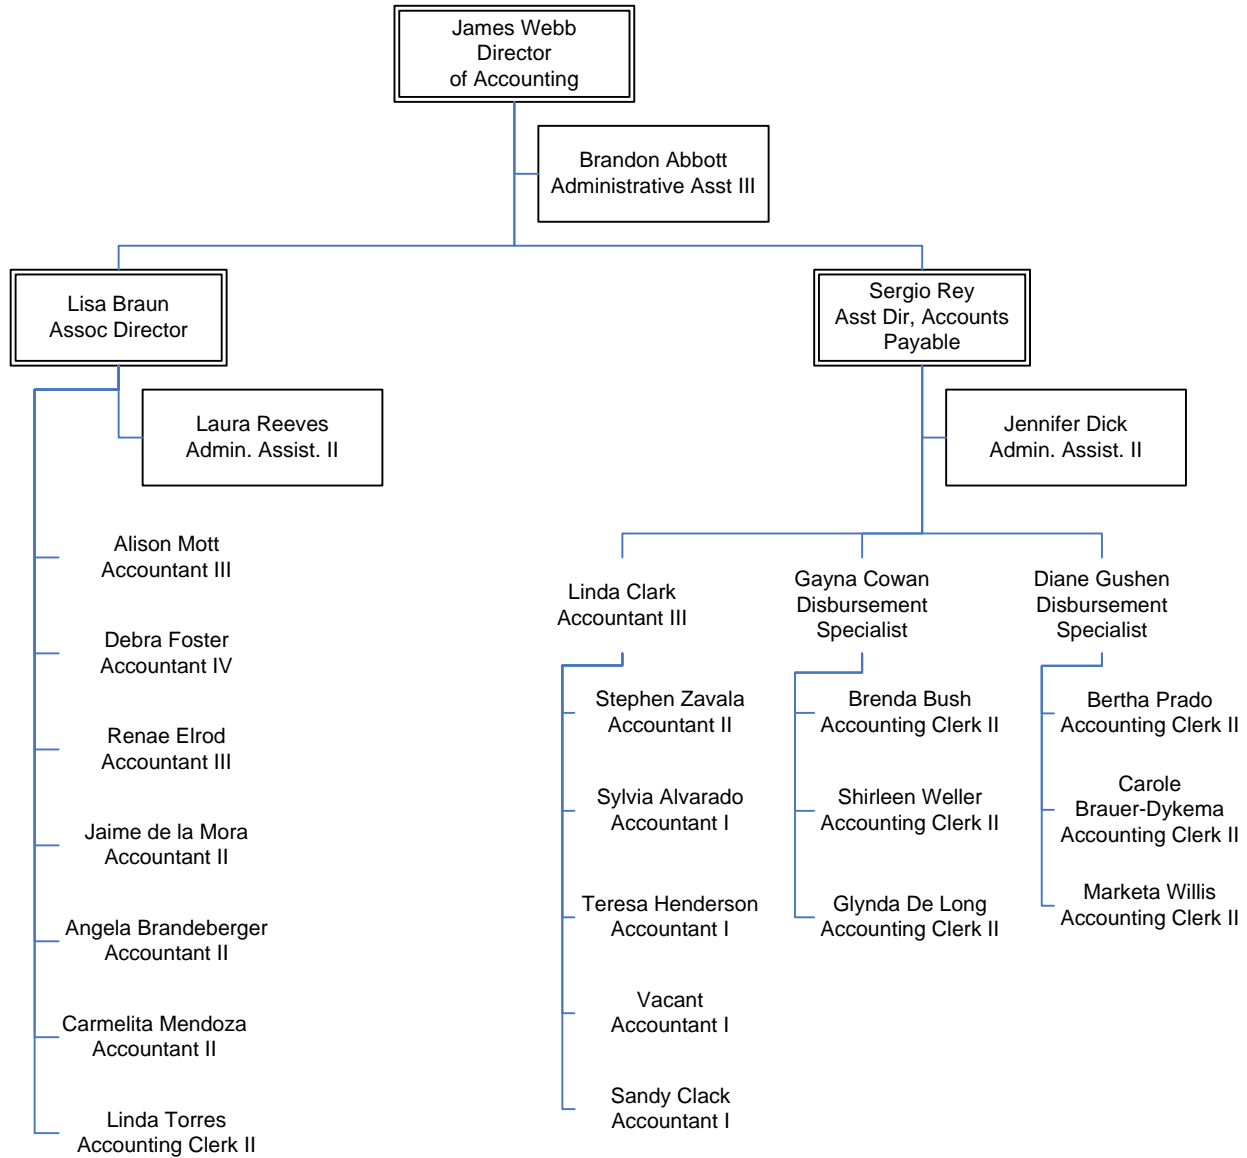 James Webb
Director
of Accounting
Brandon Abbott
Administrative Asst III
Lisa Braun
Assoc Director
Sergio Rey
Asst Dir, Accounts
Payable
Laura Reeves
Admin. Assist. II
Jennifer Dick
Admin. Assist. II
Alison Mott
Accountant III
Debra Foster
Accountant IV
Renae Elrod
Accountant III
Jaime de la Mora
Accountant II
Angela Brandeberger
Accountant II
Carmelita Mendoza
Accountant II
Linda Torres
Accounting Clerk II
Linda Clark
Accountant III
Stephen Zavala
Accountant II
Sylvia Alvarado
Accountant I
Teresa Henderson
Accountant I
Vacant
Accountant I
Sandy Clack
Accountant I
Gayna Cowan
Disbursement
Specialist
Brenda Bush
Accounting Clerk II
Shirleen Weller
Accounting Clerk II
Glynda De Long
Accounting Clerk II
Diane Gushen
Disbursement
Specialist
Bertha Prado
Accounting Clerk II
Carole
Brauer-Dykema
Accounting Clerk II
Marketa Willis
Accounting Clerk II